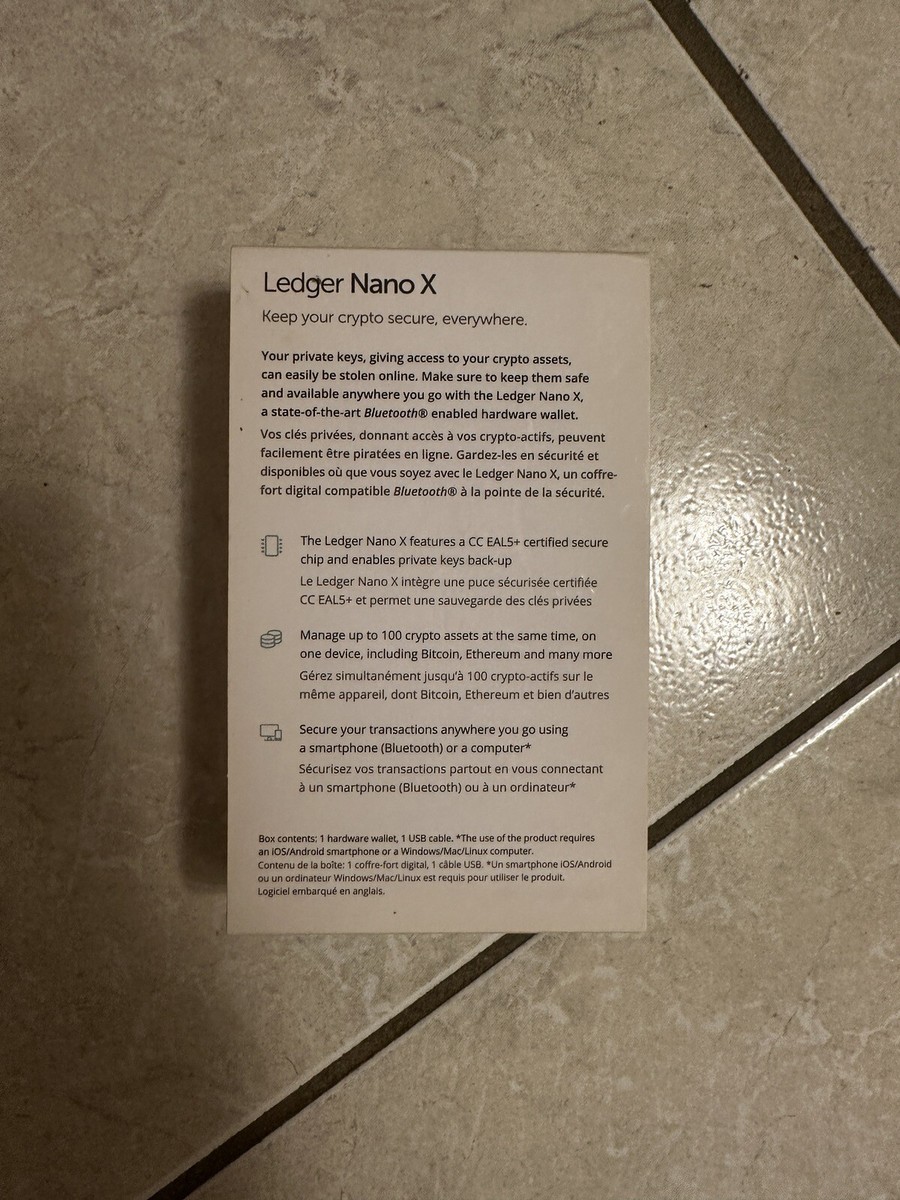 Ledger Nano X
Keep your crypto secure, everywhere.
Your private keys, giving access to your crypto assets,
can easily be stolen online. Make sure to keep them safe
and available anywhere you go with the Ledger Nano X,
a state-of-the-art Bluetooth® enabled hardware wallet.
Vos clés privées, donnant accès à vos crypto-actifs, peuvent
facilement être piratées en ligne. Gardez-les en sécurité et
disponibles où que vous soyez avec le Ledger Nano X, un coffre-
fort digital compatible Bluetooth® à la pointe de la sécurité.
The Ledger Nano X features a CC EAL5+ certified secure
chip and enables private keys back-up
Le Ledger Nano X intègre une puce sécurisée certifiée
CC EAL5+ et permet une sauvegarde des clés privées
Manage up to 100 crypto assets at the same time, on
one device, including Bitcoin, Ethereum and many more
Gérez simultanément jusqu'à 100 crypto-actifs sur le
même appareil, dont Bitcoin, Ethereum et bien d'autres
Secure your transactions anywhere you go using
a smartphone (Bluetooth) or a computer*
Sécurisez vos transactions partout en vous connectant
à un smartphone (Bluetooth) ou à un ordinateur*
Box contents: 1 hardware wallet, 1 USB cable. *The use of the product requires
an iOS/Android smartphone or a Windows/Mac/Linux computer.
Contenu de la boîte: 1 coffre-fort digital, 1 câble USB. *Un smartphone iOS/Android
ou un ordinateur Windows/Mac/Linux est requis pour utiliser le produit.
Logiciel embarqué en anglais.